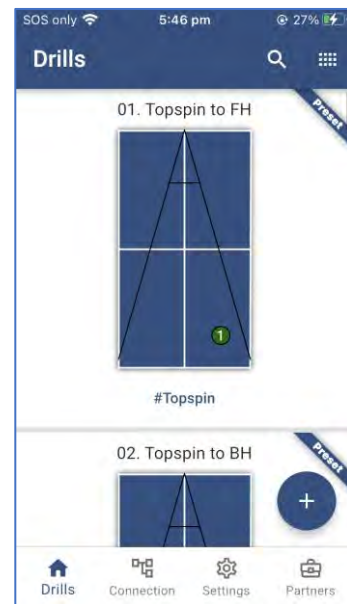 SOS only 5:46 pm 27%
Drills
01. Topspin to FH
Preset
1
#Topspin
02. Topspin to BH
Preset
+
Drills Connection Settings Partners